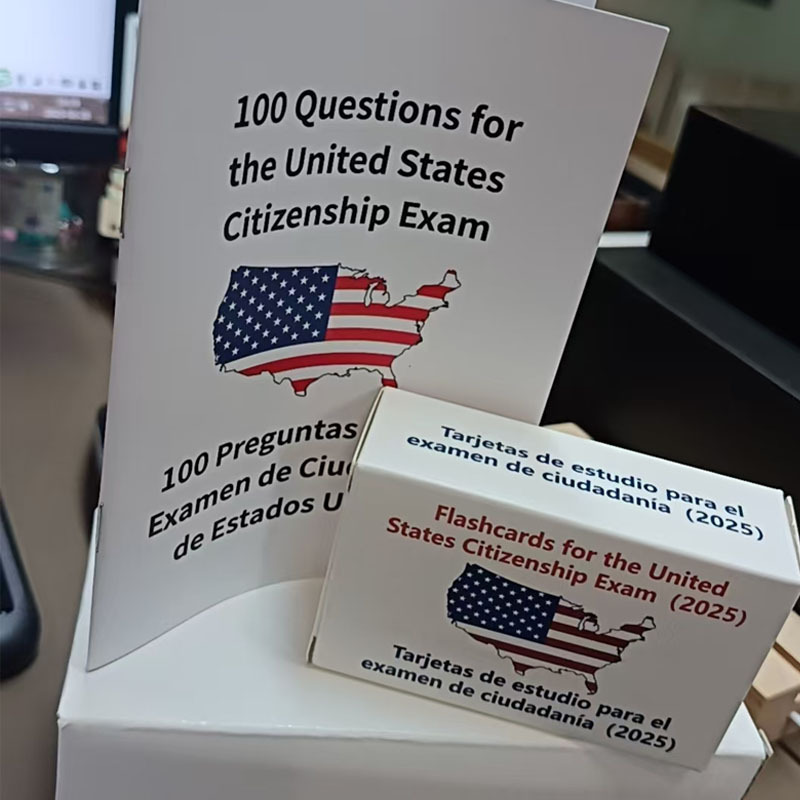 100 Questions for
the United States
Citizenship Exam
100 Preguntas
Examen de
de Estados
Tarjetas de estudio para el
examen de ciudadanía (2025)
Flashcards for the United
States Citizenship Exam (2025)
Tarjetas de estudio para el
examen de ciudadanía (2025)